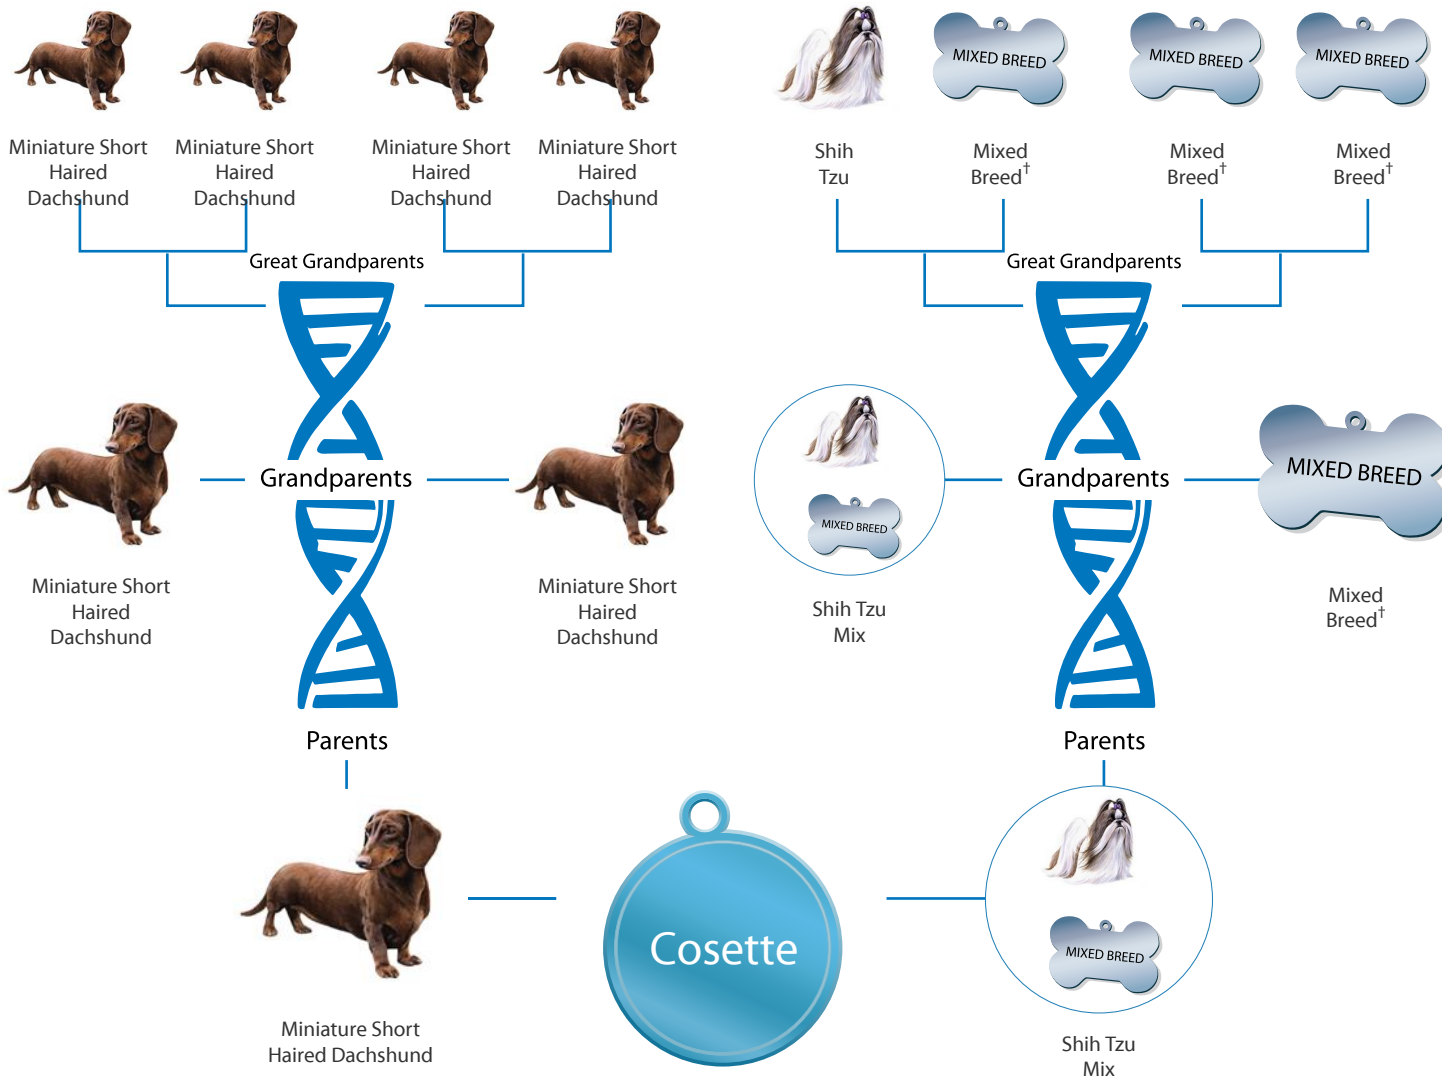 MIXED BREED
MIXED BREED
MIXED BREED
Miniature Short
Haired
Dachshund
Miniature Short
Haired
Dachshund
Miniature Short
Haired
Dachshund
Miniature Short
Haired
Dachshund
Shih
Tzu
Mixed
Breed†
Mixed
Breed†
Mixed
Breed†
Great Grandparents
Great Grandparents
Grandparents
Grandparents
MIXED BREED
MIXED BREED
Miniature Short
Haired
Dachshund
Miniature Short
Haired
Dachshund
Shih Tzu
Mix
Mixed
Breed†
Parents
Parents
Cosette
MIXED BREED
Miniature Short
Haired Dachshund
Shih Tzu
Mix